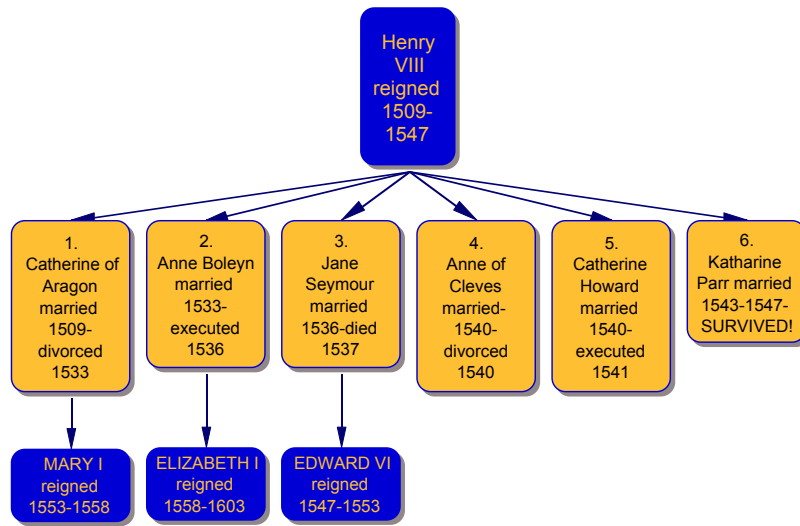 Henry
VIII
reigned
1509-
1547
1.
Catherine of
Aragon
married
1509-
divorced
1533
2.
Anne Boleyn
married
1533-
executed
1536
3.
Jane
Seymour
married
1536-died
1537
4.
Anne of
Cleves
married-
1540-
divorced
1540
5.
Catherine
Howard
married
1540-
executed
1541
6.
Katharine
Parr married
1543-1547-
SURVIVED!
MARY I
reigned
1553-1558
ELIZABETH I
reigned
1558-1603
EDWARD VI
reigned
1547-1553